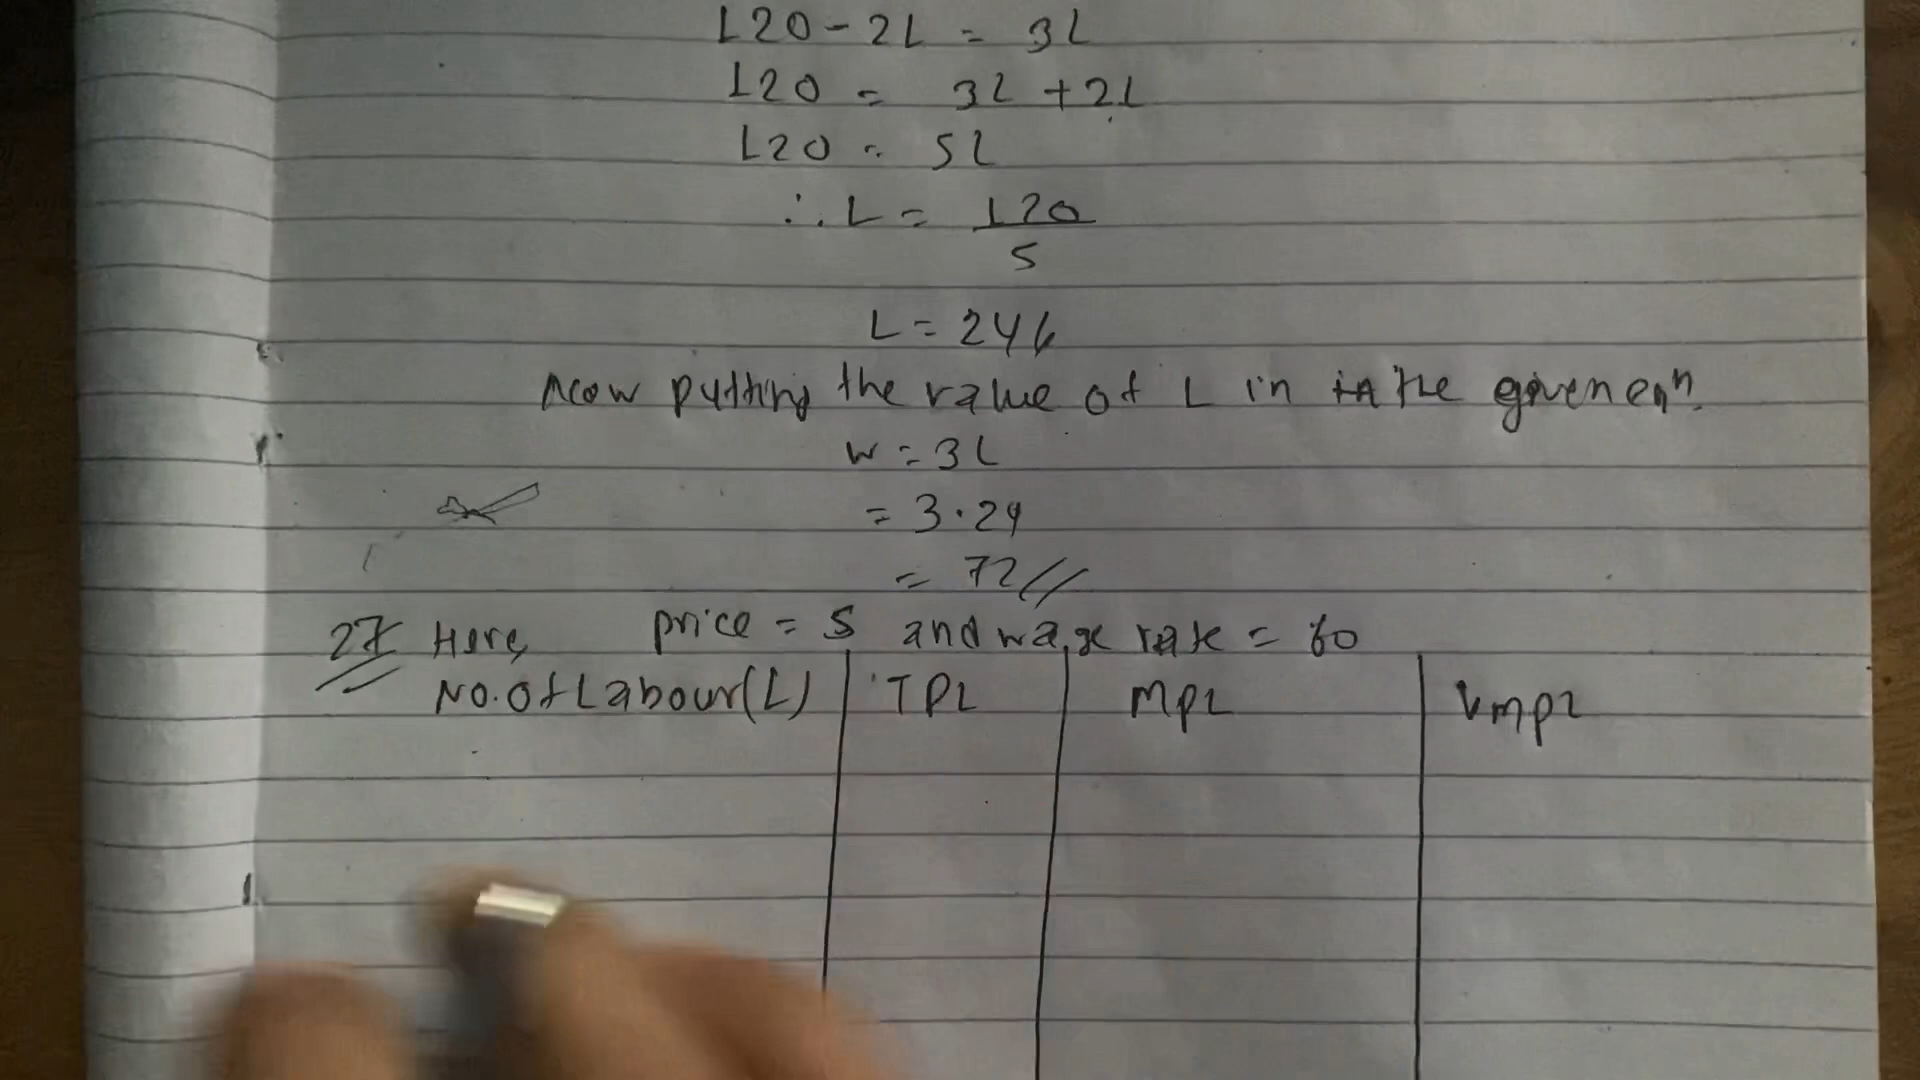 120 - 2L = 3L
120 = 3L + 2L
120 = 5L
∴ L = 120/5
L = 24
Now putting the value of L in in the given eqn.
W = 3L
= 3.24
= 72//
27 Here, price = 5 and wage rate = 60
No. of Labour(L) TPL MPL VMPL